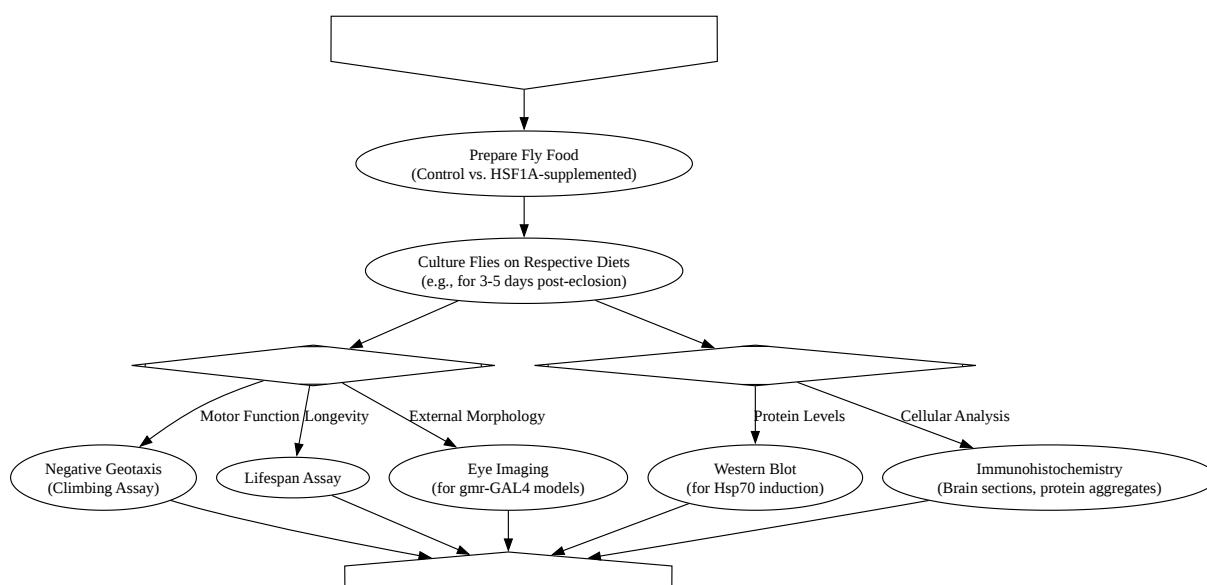 Prepare Fly Food
(Control vs. HSF1A-supplemented)
Culture Flies on Respective Diets
(e.g., for 3-5 days post-eclosion)
Motor Function
Longevity
External Morphology
Protein Levels
Cellular Analysis
Negative Geotaxis
(Climbing Assay)
Lifespan Assay
Eye Imaging
(for gmr-GAL4 models)
Western Blot
(for Hsp70 induction)
Immunohistochemistry
(Brain sections, protein aggregates)